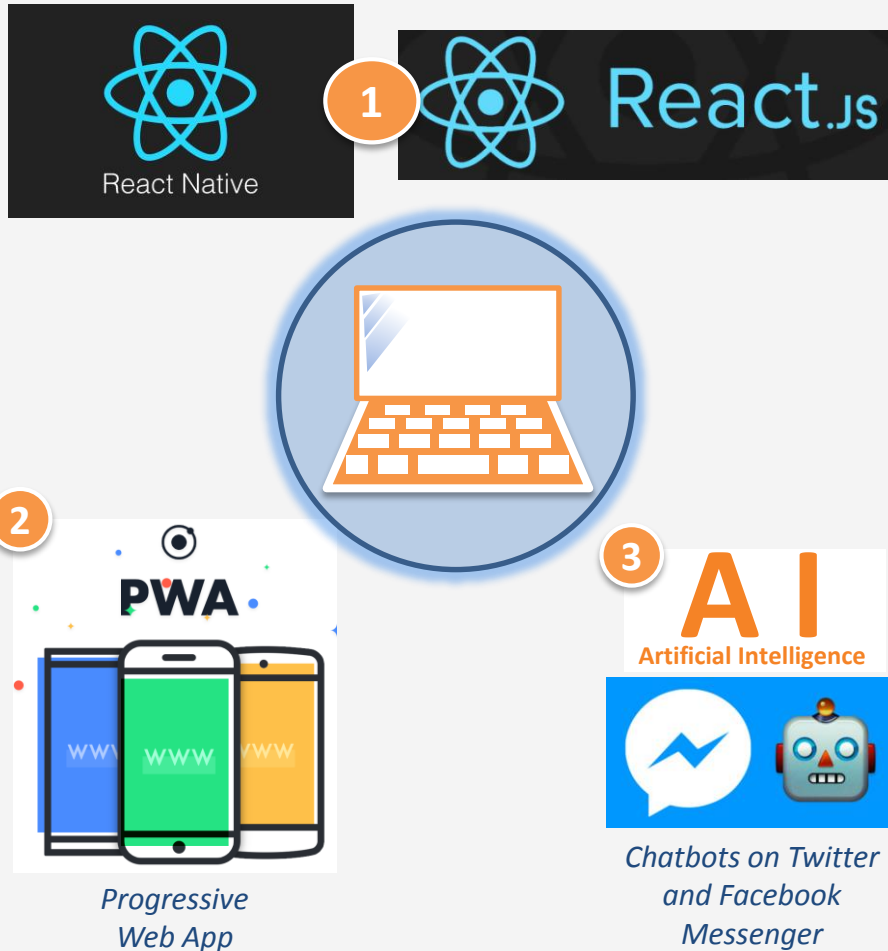 React Native
1
React.JS
2
PWA
www
www
www
Progressive
Web App
3
AI
Artificial Intelligence
Chatbots on Twitter
and Facebook
Messenger